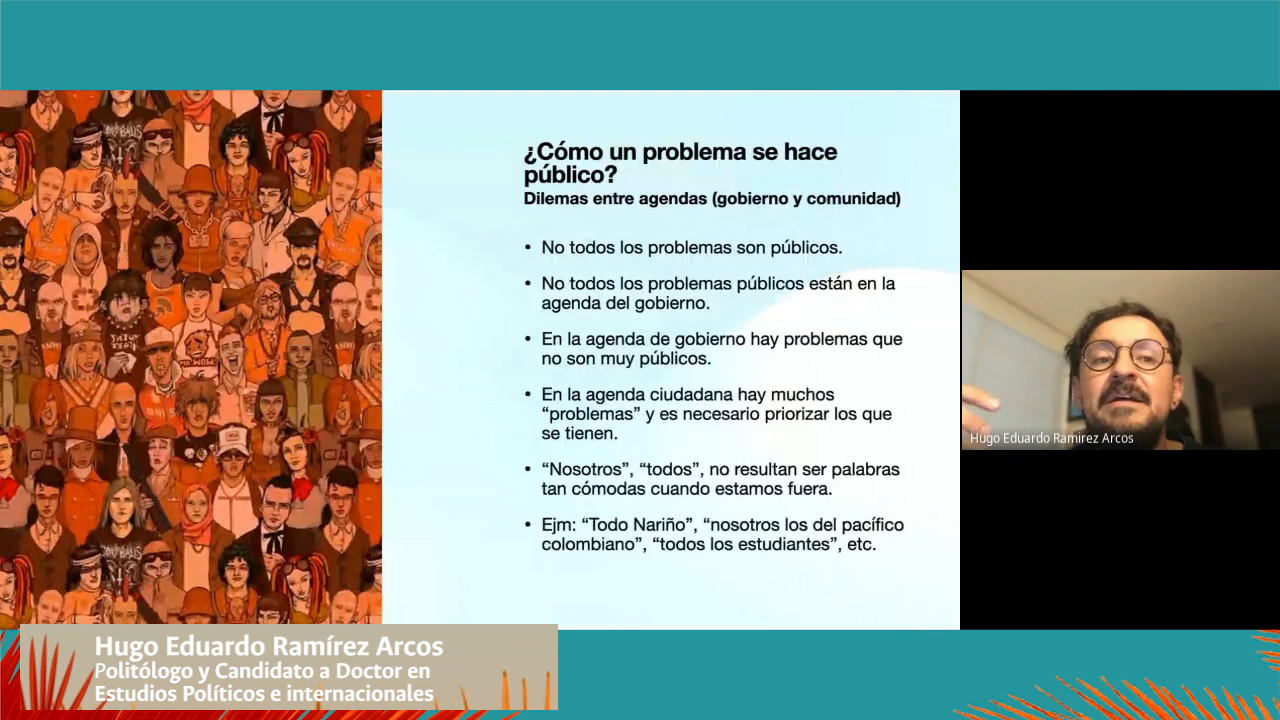 ¿Cómo un problema se hace
público?
Dilemas entre agendas (gobierno y comunidad)
• No todos los problemas son públicos.
• No todos los problemas públicos están en la
agenda del gobierno.
• En la agenda de gobierno hay problemas que
no son muy públicos.
• En la agenda ciudadana hay muchos
“problemas” y es necesario priorizar los que
se tienen.
• “Nosotros”, “todos”, no resultan ser palabras
tan cómodas cuando estamos fuera.
• Ejm: “Todo Nariño”, “nosotros los del pacífico
colombiano”, “todos los estudiantes”, etc.
Hugo Eduardo Ramirez Arcos
Hugo Eduardo Ramírez Arcos
Politólogo y Candidato a Doctor en
Estudios Políticos e internacionales